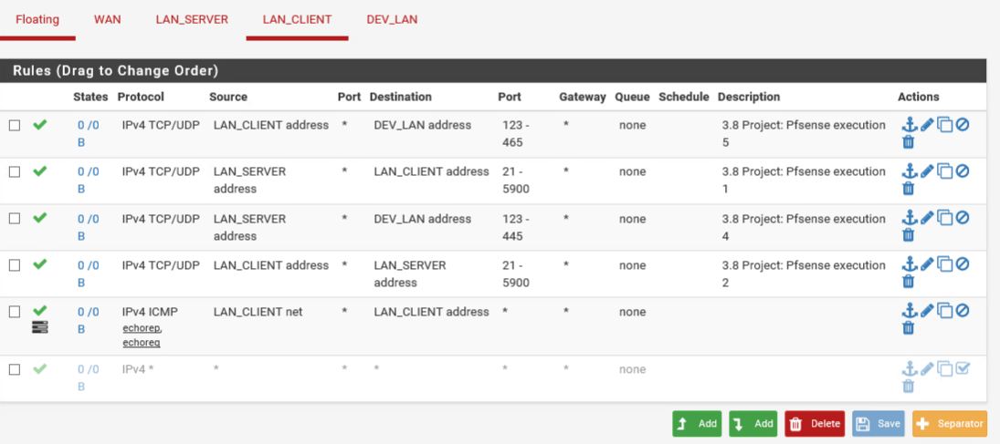 Floating WAN LAN_SERVER LAN_CLIENT DEV_LAN
Rules (Drag to Change Order)
States Protocol Source Port Destination Port Gateway Queue Schedule Description Actions
0 /0 IPv4 TCP/UDP LAN_CLIENT address * DEV_LAN address 123 - * none 3.8 Project: Pfsense execution
B 465 5
0 /0 IPv4 TCP/UDP LAN_SERVER * LAN_CLIENT address 21 - * none 3.8 Project: Pfsense execution
B address 5900 1
0 /0 IPv4 TCP/UDP LAN_SERVER * DEV_LAN address 123 - * none 3.8 Project: Pfsense execution
B address 445 4
0 /0 IPv4 TCP/UDP LAN_CLIENT address * LAN_SERVER 21 - * none 3.8 Project: Pfsense execution
B address 5900 2
0 /0 IPv4 ICMP LAN_CLIENT net * LAN_CLIENT address * * none
B echorep,
echoreq
0 /0 IPv4 * * * * * * none
B
Add Add Delete Save Separator